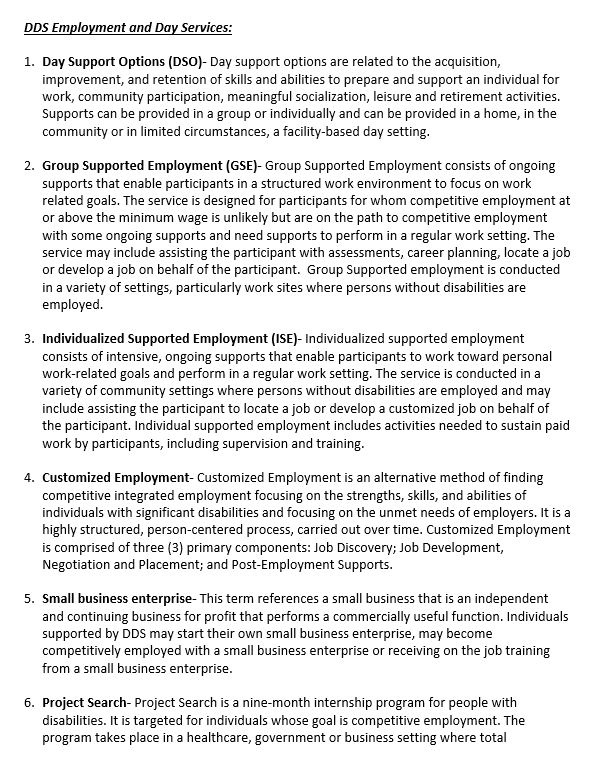 DDS Employment and Day Services:
1. Day Support Options (DSO)- Day support options are related to the acquisition,
improvement, and retention of skills and abilities to prepare and support an individual for
work, community participation, meaningful socialization, leisure and retirement activities.
Supports can be provided in a group or individually and can be provided in a home, in the
community or in limited circumstances, a facility-based day setting.
2. Group Supported Employment (GSE)- Group Supported Employment consists of ongoing
supports that enable participants in a structured work environment to focus on work
related goals. The service is designed for participants for whom competitive employment at
or above the minimum wage is unlikely but are on the path to competitive employment
with some ongoing supports and need supports to perform in a regular work setting. The
service may include assisting the participant with assessments, career planning, locate a job
or develop a job on behalf of the participant.  Group Supported employment is conducted
in a variety of settings, particularly work sites where persons without disabilities are
employed.
3. Individualized Supported Employment (ISE)- Individualized supported employment
consists of intensive, ongoing supports that enable participants to work toward personal
work-related goals and perform in a regular work setting. The service is conducted in a
variety of community settings where persons without disabilities are employed and may
include assisting the participant to locate a job or develop a customized job on behalf of
the participant. Individual supported employment includes activities needed to sustain paid
work by participants, including supervision and training.
4. Customized Employment- Customized Employment is an alternative method of finding
competitive integrated employment focusing on the strengths, skills, and abilities of
individuals with significant disabilities and focusing on the unmet needs of employers. It is a
highly structured, person-centered process, carried out over time. Customized Employment
is comprised of three (3) primary components: Job Discovery; Job Development,
Negotiation and Placement; and Post-Employment Supports.
5. Small business enterprise- This term references a small business that is an independent
and continuing business for profit that performs a commercially useful function. Individuals
supported by DDS may start their own small business enterprise, may become
competitively employed with a small business enterprise or receiving on the job training
from a small business enterprise.
6. Project Search- Project Search is a nine-month internship program for people with
disabilities. It is targeted for individuals whose goal is competitive employment. The
program takes place in a healthcare, government or business setting where total